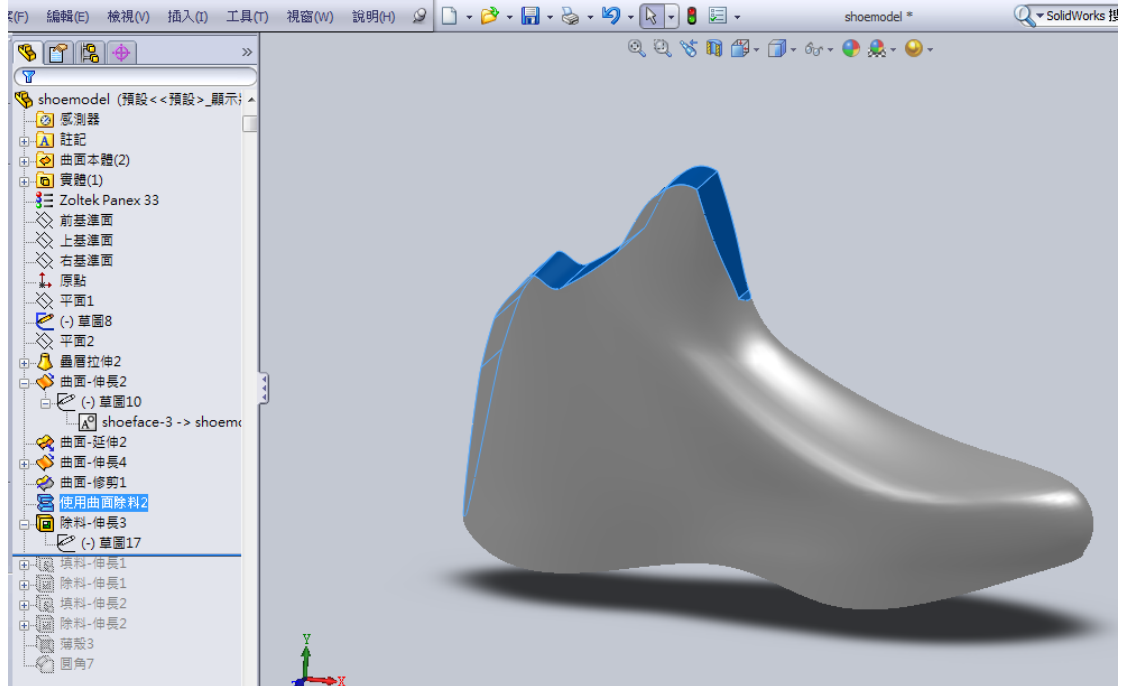 (F) 編輯(E) 檢視(V) 插入(I) 工具(T) 視窗(W) 說明(H) shoemodel * SolidWorks 搜
shoemodel (預設<<預設>_顯示
感測器
A 註記
曲面本體(2)
實體(1)
Zoltek Panex 33
前基準面
上基準面
右基準面
原點
平面1
(-) 草圖8
平面2
疊層拉伸2
曲面-伸長2
(-) 草圖10
A shoeface-3 -> shoemo
曲面-延伸2
曲面-伸長4
曲面-修剪1
使用曲面除料2
除料-伸長3
(-) 草圖17
填料-伸長1
除料-伸長1
填料-伸長2
除料-伸長2
薄殼3
圓角7
Y
X